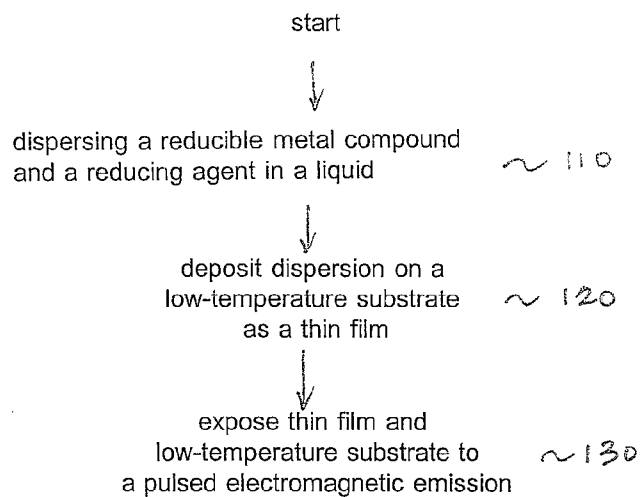 start
dispersing a reducible metal compound
and a reducing agent in a liquid ~ 110
deposit dispersion on a
low-temperature substrate ~ 120
as a thin film
expose thin film and
low-temperature substrate to ~130
a pulsed electromagnetic emission